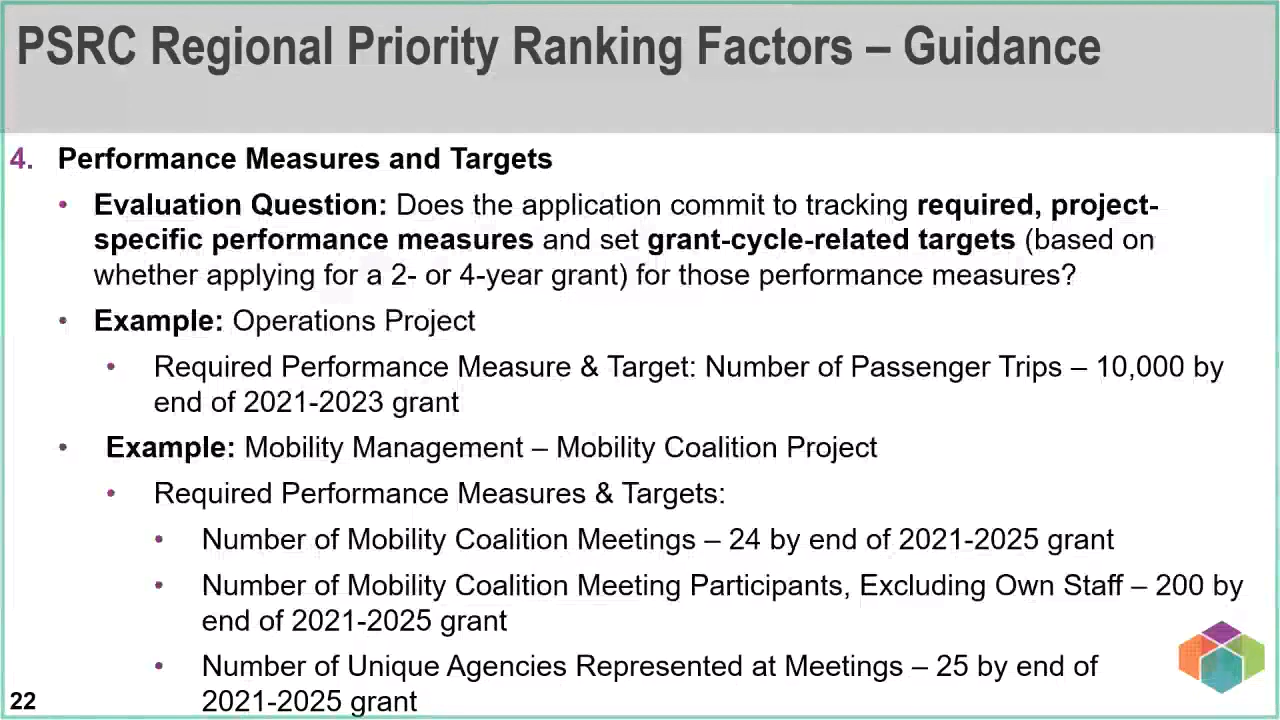 PSRC Regional Priority Ranking Factors – Guidance
4. Performance Measures and Targets
• Evaluation Question: Does the application commit to tracking required, project-
specific performance measures and set grant-cycle-related targets (based on
whether applying for a 2- or 4-year grant) for those performance measures?
• Example: Operations Project
• Required Performance Measure & Target: Number of Passenger Trips – 10,000 by
end of 2021-2023 grant
• Example: Mobility Management – Mobility Coalition Project
• Required Performance Measures & Targets:
• Number of Mobility Coalition Meetings – 24 by end of 2021-2025 grant
• Number of Mobility Coalition Meeting Participants, Excluding Own Staff – 200 by
end of 2021-2025 grant
• Number of Unique Agencies Represented at Meetings – 25 by end of
2021-2025 grant
22